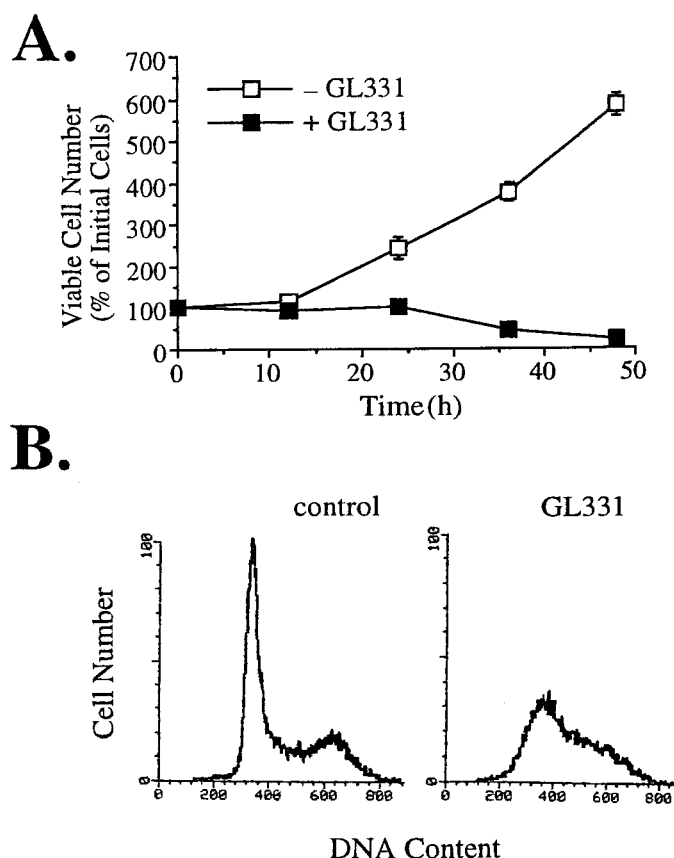 A.
700
600
500
400
300
200
100
0
Viable Cell Number
(% of Initial Cells)
– GL331
+ GL331
0 10 20 30 40 50
Time (h)
B.
control GL331
100
0
Cell Number
0 200 400 600 800
100
0
0 200 400 600 800
DNA Content